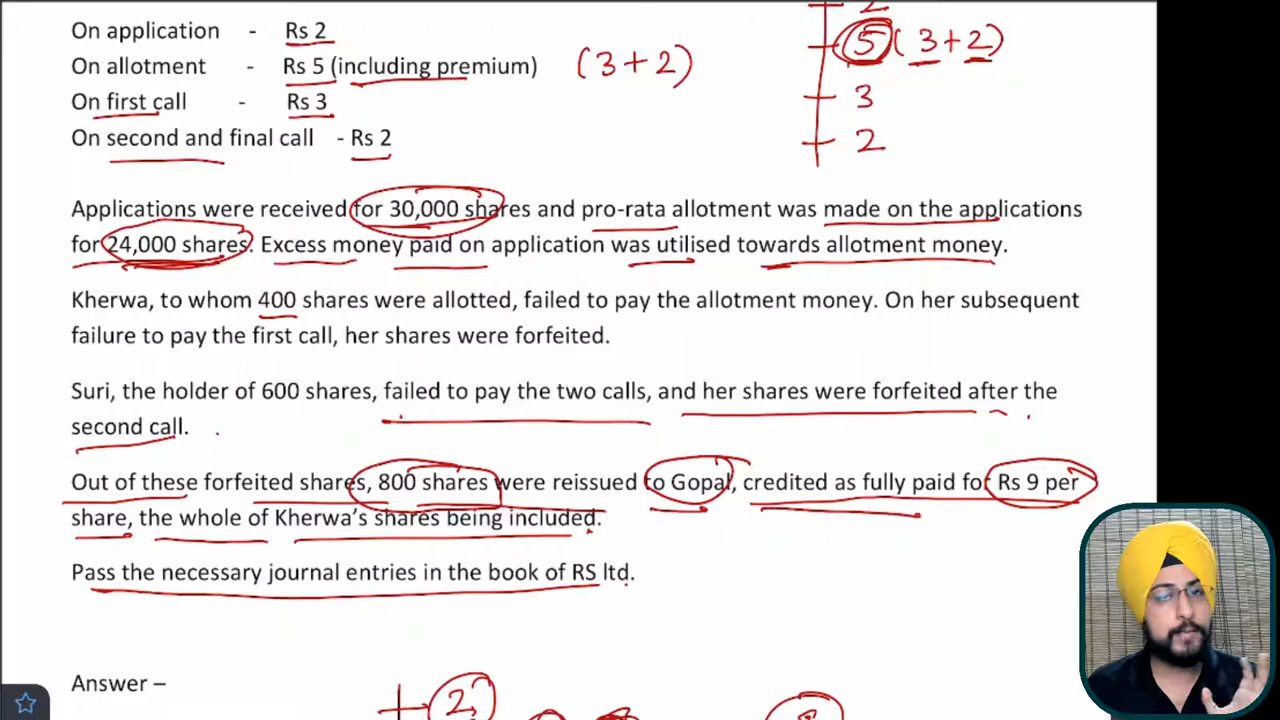 2
On application - Rs 2
5 (3+2)
On allotment - Rs 5 (including premium) (3+2)
On first call - Rs 3
3
On second and final call - Rs 2
2
Applications were received for 30,000 shares and pro-rata allotment was made on the applications
for 24,000 shares. Excess money paid on application was utilised towards allotment money.
Kherwa, to whom 400 shares were allotted, failed to pay the allotment money. On her subsequent
failure to pay the first call, her shares were forfeited.
Suri, the holder of 600 shares, failed to pay the two calls, and her shares were forfeited after the
second call.
Out of these forfeited shares, 800 shares were reissued to Gopal, credited as fully paid for Rs 9 per
share, the whole of Kherwa's shares being included.
Pass the necessary journal entries in the book of RS ltd.
Answer –
2